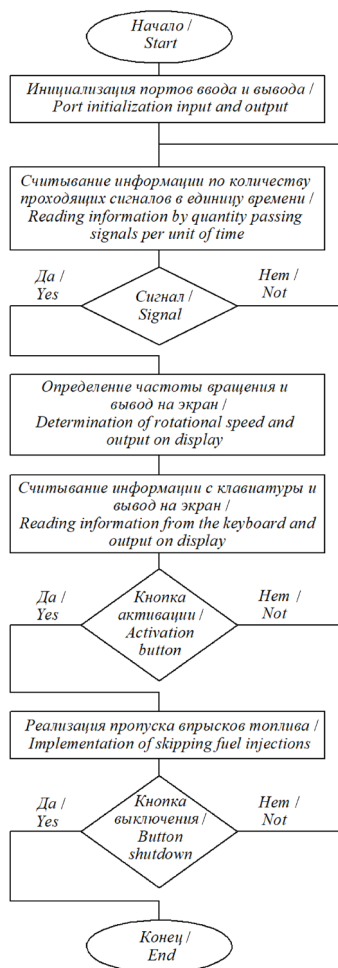 Начало /
Start
Инициализация портов ввода и вывода /
Port initialization input and output
Считывание информации по количеству
проходящих сигналов в единицу времени /
Reading information by quantity passing
signals per unit of time
Да /
Yes
Сигнал /
Signal
Нет /
Not
Определение частоты вращения и
вывод на экран /
Determination of rotational speed and
output on display
Считывание информации с клавиатуры и
вывод на экран /
Reading information from the keyboard and
output on display
Да /
Yes
Кнопка
активации /
Activation
button
Нет /
Not
Реализация пропуска впрысков топлива /
Implementation of skipping fuel injections
Да /
Yes
Кнопка
выключения /
Button
shutdown
Нет /
Not
Конец /
End